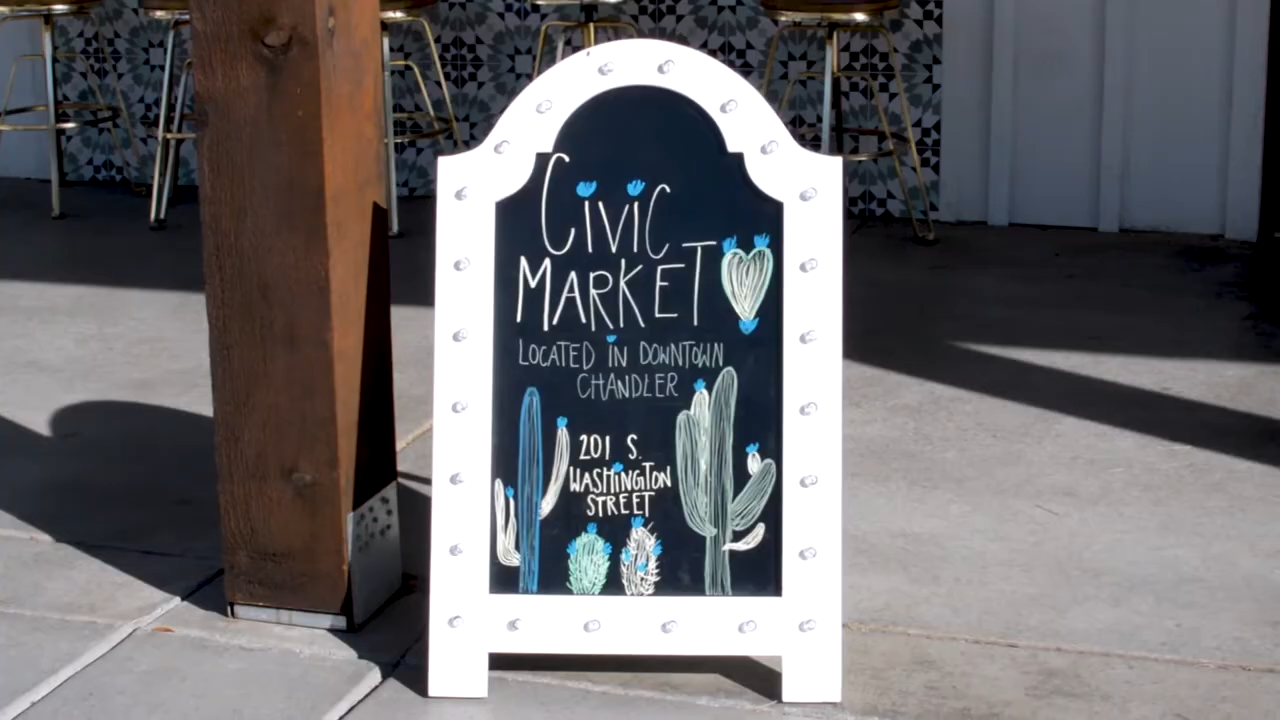 CiViC
MARKET
LOCATED iN DOWNTOWN
CHANDLER
201 S.
WASHiNGTON
STREET